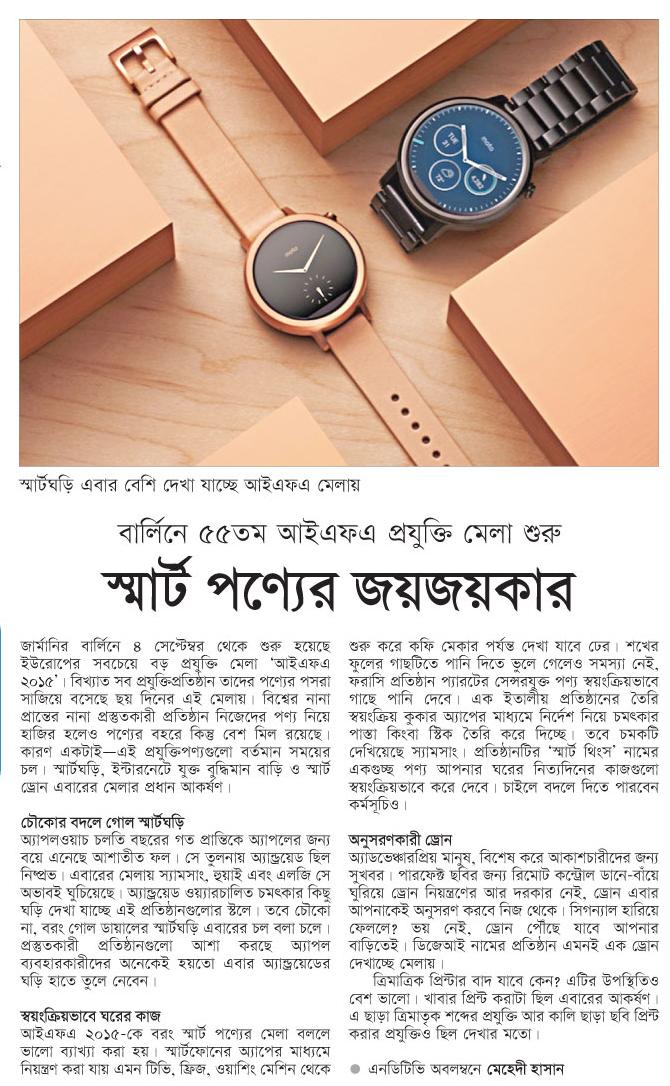 moto
TUE
31
72°
moto
স্মার্টঘড়ি এবার বেশি দেখা যাচ্ছে আইএফএ মেলায়
বার্লিনে ৫৫তম আইএফএ প্রযুক্তি মেলা শুরু
স্মার্ট পণ্যের জয়জয়কার
জার্মানির বার্লিনে ৪ সেপ্টেম্বর থেকে শুরু হয়েছে
ইউরোপের সবচেয়ে বড় প্রযুক্তি মেলা ‘আইএফএ
২০১৫’। বিখ্যাত সব প্রযুক্তিপ্রতিষ্ঠান তাদের পণ্যের পসরা
সাজিয়ে বসেছে ছয় দিনের এই মেলায়। বিশ্বের নানা
প্রান্তের নানা প্রস্তুতকারী প্রতিষ্ঠান নিজেদের পণ্য নিয়ে
হাজির হলেও পণ্যের বহরে কিন্তু বেশ মিল রয়েছে।
কারণ একটাই—এই প্রযুক্তিপণ্যগুলো বর্তমান সময়ের
চল। স্মার্টঘড়ি, ইন্টারনেটে যুক্ত বুদ্ধিমান বাড়ি ও স্মার্ট
ড্রোন এবারের মেলার প্রধান আকর্ষণ।
চৌকোর বদলে গোল স্মার্টঘড়ি
অ্যাপলওয়াচ চলতি বছরের গত প্রান্তিকে অ্যাপলের জন্য
বয়ে এনেছে আশাতীত ফল। সে তুলনায় অ্যান্ড্রয়েড ছিল
নিষ্প্রভ। এবারের মেলায় স্যামসাং, হুয়াই এবং এলজি সে
অভাবই ঘুচিয়েছে। অ্যান্ড্রয়েড ওয়্যারচালিত চমৎকার কিছু
ঘড়ি দেখা যাচ্ছে এই প্রতিষ্ঠানগুলোর স্টলে। তবে চৌকো
না, বরং গোল ডায়ালের স্মার্টঘড়ি এবারের চল বলা চলে।
প্রস্তুতকারী প্রতিষ্ঠানগুলো আশা করছে অ্যাপল
ব্যবহারকারীদের অনেকেই হয়তো এবার অ্যান্ড্রয়েডের
ঘড়ি হাতে তুলে নেবেন।
স্বয়ংক্রিয়ভাবে ঘরের কাজ
আইএফএ ২০১৫-কে বরং স্মার্ট পণ্যের মেলা বললে
ভালো ব্যাখ্যা করা হয়। স্মার্টফোনের অ্যাপের মাধ্যমে
নিয়ন্ত্রণ করা যায় এমন টিভি, ফ্রিজ, ওয়াশিং মেশিন থেকে
শুরু করে কফি মেকার পর্যন্ত দেখা যাবে ঢের। শখের
ফুলের গাছটিতে পানি দিতে ভুলে গেলেও সমস্যা নেই,
ফরাসি প্রতিষ্ঠান প্যারটের সেন্সরযুক্ত পণ্য স্বয়ংক্রিয়ভাবে
গাছে পানি দেবে। এক ইতালীয় প্রতিষ্ঠানের তৈরি
স্বয়ংক্রিয় কুকার অ্যাপের মাধ্যমে নির্দেশ নিয়ে চমৎকার
পাস্তা কিংবা স্টিক তৈরি করে দিচ্ছে। তবে চমকটি
দেখিয়েছে স্যামসাং। প্রতিষ্ঠানটির ‘স্মার্ট থিংস’ নামের
একগুচ্ছ পণ্য আপনার ঘরের নিত্যদিনের কাজগুলো
স্বয়ংক্রিয়ভাবে করে দেবে। চাইলে বদলে দিতে পারবেন
কর্মসূচিও।
অনুসরণকারী ড্রোন
অ্যাডভেঞ্চারপ্রিয় মানুষ, বিশেষ করে আকাশচারীদের জন্য
সুখবর। পারফেক্ট ছবির জন্য রিমোট কন্ট্রোল ডানে-বাঁয়ে
ঘুরিয়ে ড্রোন নিয়ন্ত্রণের আর দরকার নেই, ড্রোন এবার
আপনাকেই অনুসরণ করবে নিজ থেকে। সিগন্যাল হারিয়ে
ফেললে? ভয় নেই, ড্রোন পৌঁছে যাবে আপনার
বাড়িতেই। ডিজেআই নামের প্রতিষ্ঠান এমনই এক ড্রোন
দেখাচ্ছে মেলায়।
ত্রিমাত্রিক প্রিন্টার বাদ যাবে কেন? এটির উপস্থিতিও
বেশ ভালো। খাবার প্রিন্ট করাটা ছিল এবারের আকর্ষণ।
এ ছাড়া ত্রিমাতৃক শব্দের প্রযুক্তি আর কালি ছাড়া ছবি প্রিন্ট
করার প্রযুক্তিও ছিল দেখার মতো।
● এনডিটিভি অবলম্বনে মেহেদী হাসান